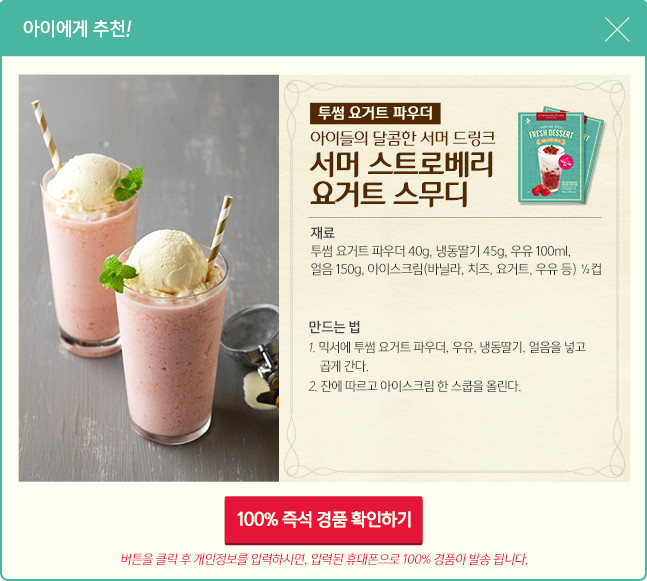 아이에게 추천!
투썸 요거트 파우더
아이들의 달콤한 서머 드링크
서머 스트로베리
요거트 스무디
FRESH DESSERT
재료
투썸 요거트 파우더 40g, 냉동딸기 45g, 우유 100ml,
얼음 150g, 아이스크림(바닐라, 치즈, 요거트, 우유 등) ½컵
만드는 법
1. 믹서에 투썸 요거트 파우더, 우유, 냉동딸기, 얼음을 넣고
곱게 간다.
2. 잔에 따르고 아이스크림 한 스쿱을 올린다.
100% 즉석 경품 확인하기
버튼을 클릭 후 개인정보를 입력하시면, 입력된 휴대폰으로 100% 경품이 발송 됩니다.